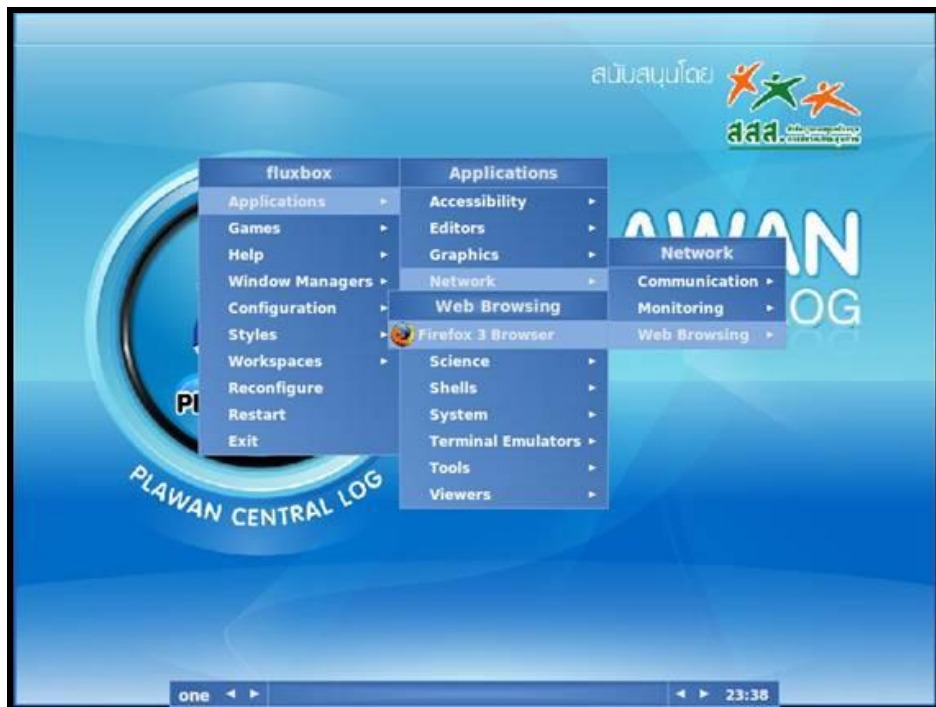 สนับสนุนโดย
สสส.
fluxbox
Applications
Games
Help
Window Managers
Configuration
Styles
Workspaces
Reconfigure
Restart
Exit
Applications
Accessibility
Editors
Graphics
Network
Web Browsing
Firefox 3 Browser
Science
Shells
System
Terminal Emulators
Tools
Viewers
Network
Communication
Monitoring
Web Browsing
OG
PLAWAN CENTRAL LOG
one
23:38